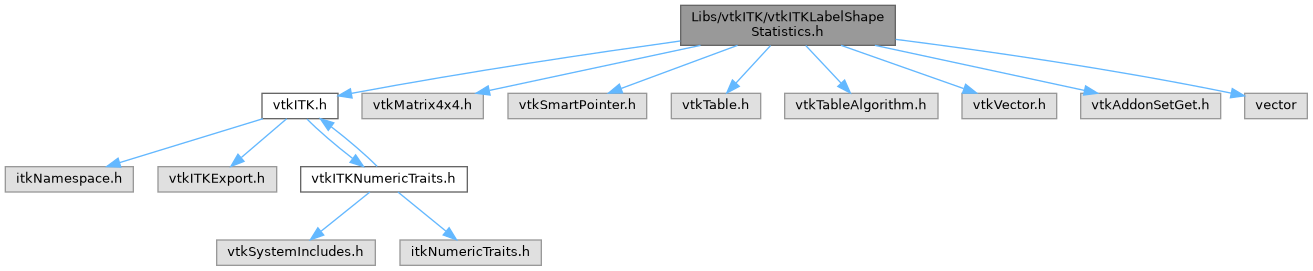 Libs/vtkITK/vtkITKLabelShape
Statistics.h
vtkITK.h
vtkMatrix4x4.h
vtkSmartPointer.h
vtkTable.h
vtkTableAlgorithm.h
vtkVector.h
vtkAddonSetGet.h
vector
itkNamespace.h
vtkITKExport.h
vtkITKNumericTraits.h
vtkSystemIncludes.h
itkNumericTraits.h